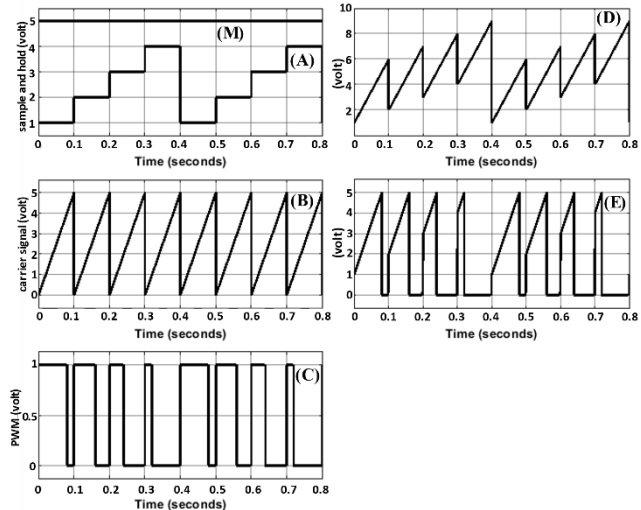 sample and hold (volt)
5
4
3
2
1
(M)
(A)
0 0.1 0.2 0.3 0.4 0.5 0.6 0.7 0.8
Time (seconds)
(volt)
10
8
6
4
2
(D)
0 0.1 0.2 0.3 0.4 0.5 0.6 0.7 0.8
Time (seconds)
carrier signal (volt)
5
4
3
2
1
0
(B)
0 0.1 0.2 0.3 0.4 0.5 0.6 0.7 0.8
Time (seconds)
(volt)
5
4
3
2
1
0
(E)
0 0.1 0.2 0.3 0.4 0.5 0.6 0.7 0.8
Time (seconds)
PWM (volt)
1
0.5
0
(C)
0 0.1 0.2 0.3 0.4 0.5 0.6 0.7 0.8
Time (seconds)